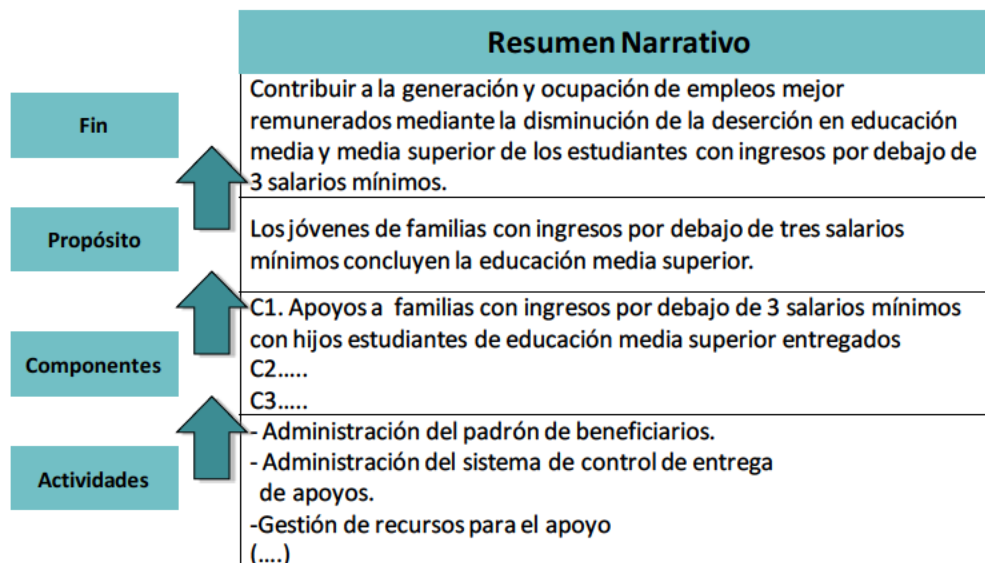 Resumen Narrativo
Fin
Contribuir a la generación y ocupación de empleos mejor
remunerados mediante la disminución de la deserción en educación
media y media superior de los estudiantes con ingresos por debajo de
3 salarios mínimos.
Propósito
Los jóvenes de familias con ingresos por debajo de tres salarios
mínimos concluyen la educación media superior.
Componentes
C1. Apoyos a familias con ingresos por debajo de 3 salarios mínimos
con hijos estudiantes de educación media superior entregados
C2.....
C3.....
Actividades
- Administración del padrón de beneficiarios.
- Administración del sistema de control de entrega
de apoyos.
-Gestión de recursos para el apoyo
(....)